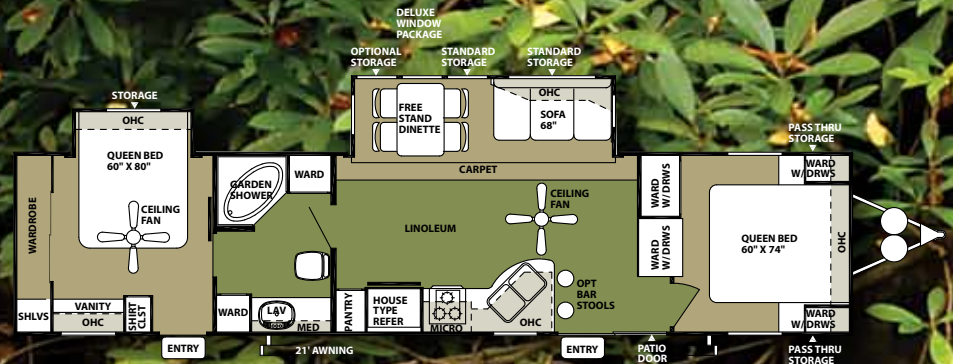 DELUXE
WINDOW
PACKAGE
OPTIONAL
STORAGE
STANDARD
STORAGE
STANDARD
STORAGE
STORAGE
OHC
QUEEN BED
60" X 80"
CEILING
FAN
WARDROBE
SHLVS
VANITY
OHC
SHIRT
CLST
GARDEN
SHOWER
WARD
WARD
LAV
MED
ENTRY
21' AWNING
FREE
STAND
DINETTE
OHC
SOFA
68"
CARPET
LINOLEUM
CEILING
FAN
PANTRY
HOUSE
TYPE
REFER
MICRO
OHC
OPT
BAR
STOOLS
ENTRY
PATIO
DOOR
WARD
W/ DRWS
WARD
W/ DRWS
PASS THRU
STORAGE
WARD
W/ DRWS
QUEEN BED
60" X 74"
OHC
WARD
W/ DRWS
PASS THRU
STORAGE